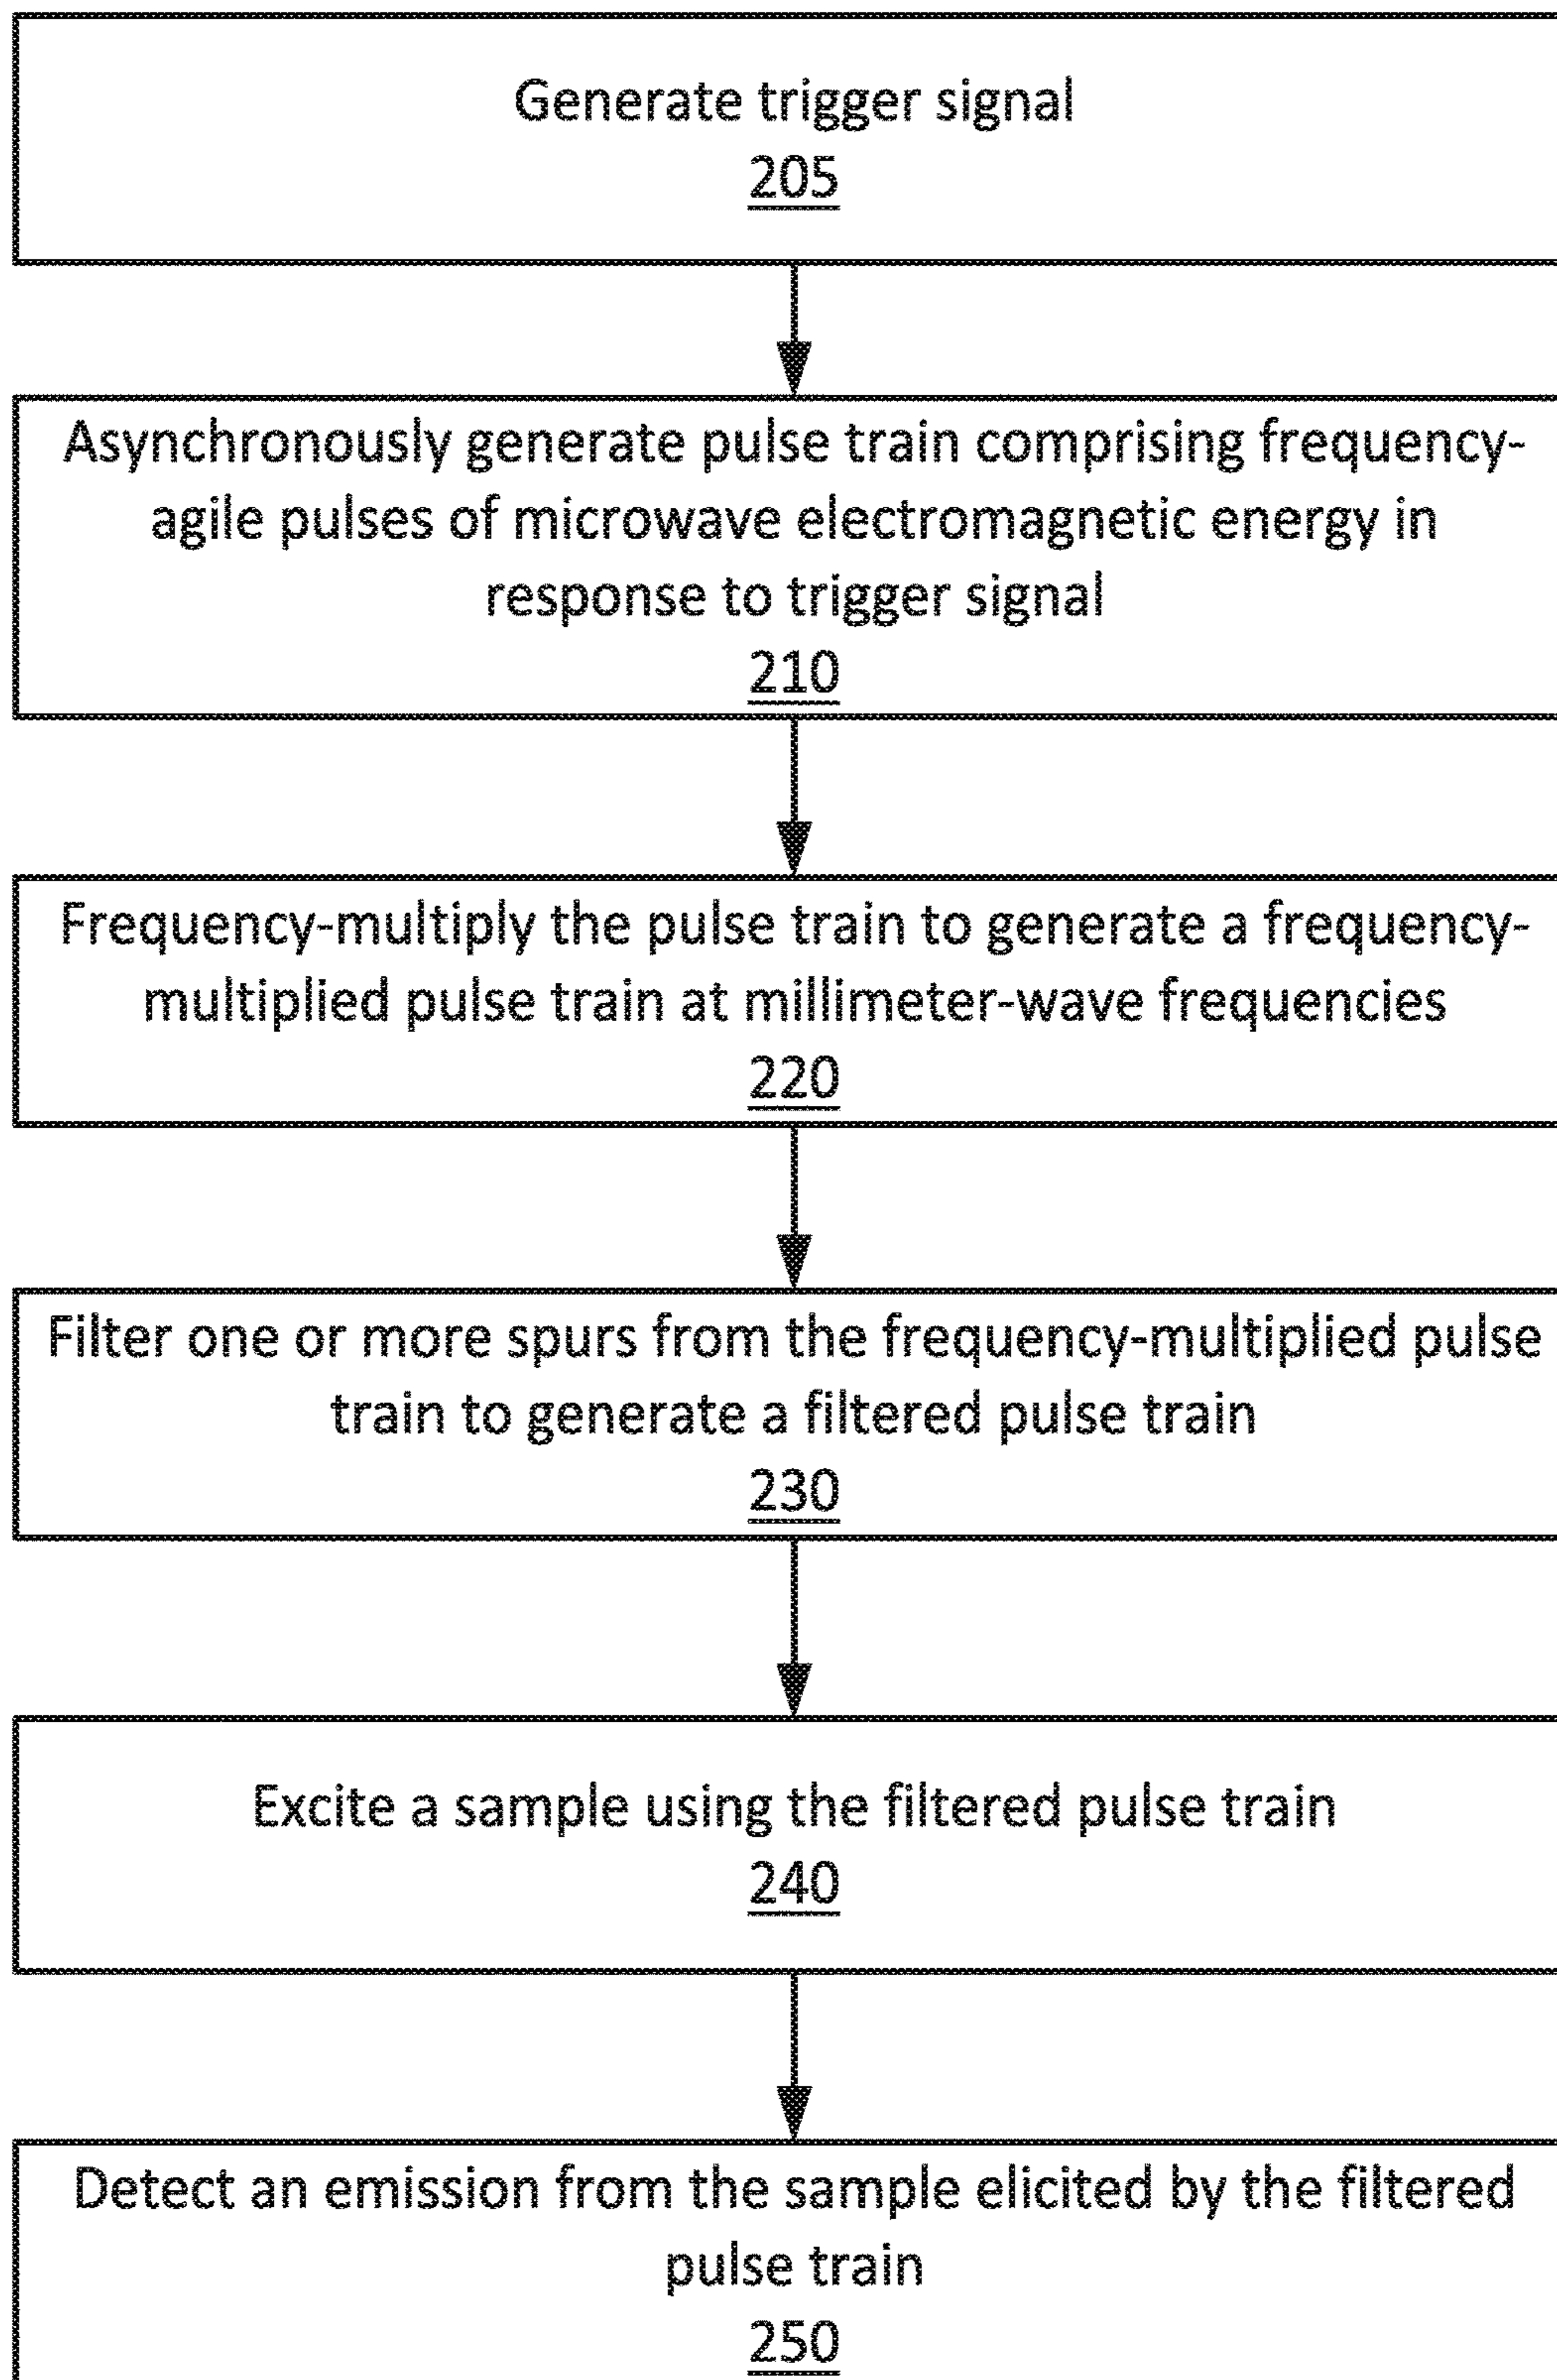 Generate trigger signal
205
Asynchronously generate pulse train comprising frequency-
agile pulses of microwave electromagnetic energy in
response to trigger signal
210
Frequency-multiply the pulse train to generate a frequency-
multiplied pulse train at millimeter-wave frequencies
220
Filter one or more spurs from the frequency-multiplied pulse
train to generate a filtered pulse train
230
Excite a sample using the filtered pulse train
240
Detect an emission from the sample elicited by the filtered
pulse train
250